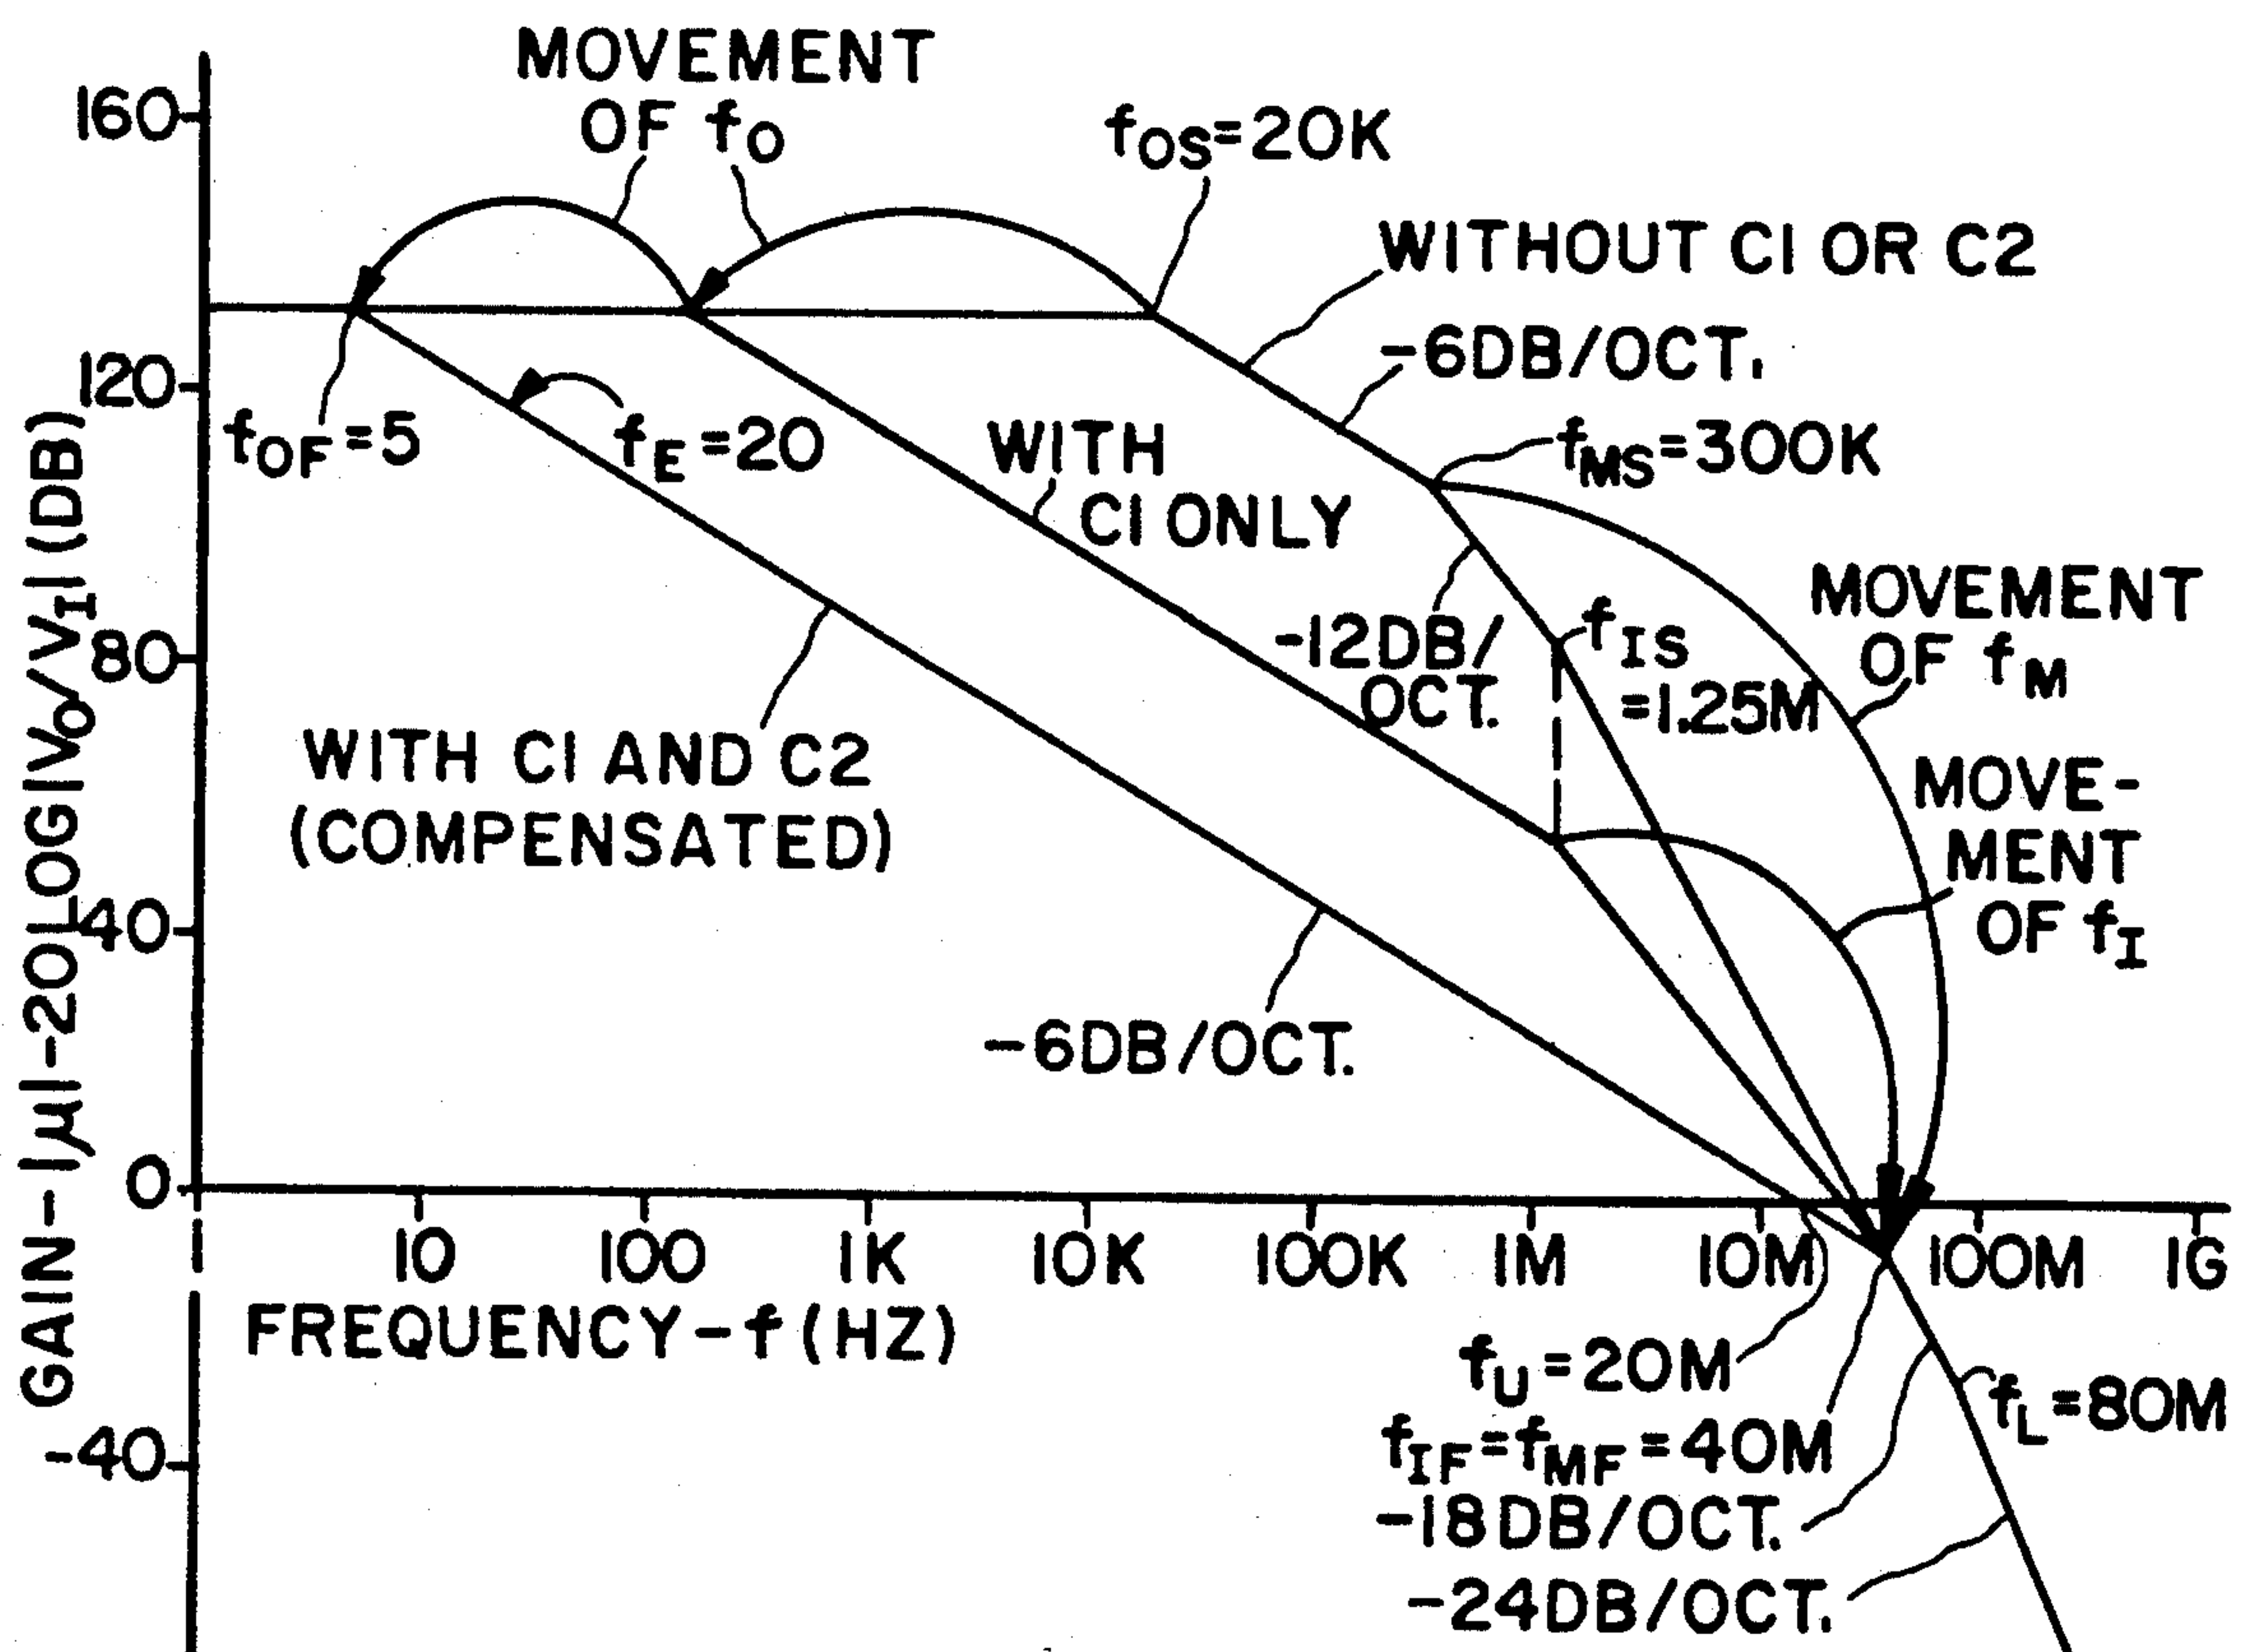 MOVEMENT
OF fO
160
fOS=20K
WITHOUT C1 OR C2
-6DB/OCT.
120
fOF=5
fE=20
WITH
C1 ONLY
fMS=300K
MOVEMENT
OF fM
-12DB/
OCT.
fIS
=1.25M
80
WITH C1 AND C2
(COMPENSATED)
MOVE-
MENT
OF fI
40
-6DB/OCT.
GAIN-|μ|-20LOG|VO/VI|(DB)
0
1
10
100
1K
10K
100K
1M
10M
100M
1G
FREQUENCY-f(HZ)
fU=20M
fL=80M
fIF=fMF=40M
-40
-18DB/OCT.
-24DB/OCT.